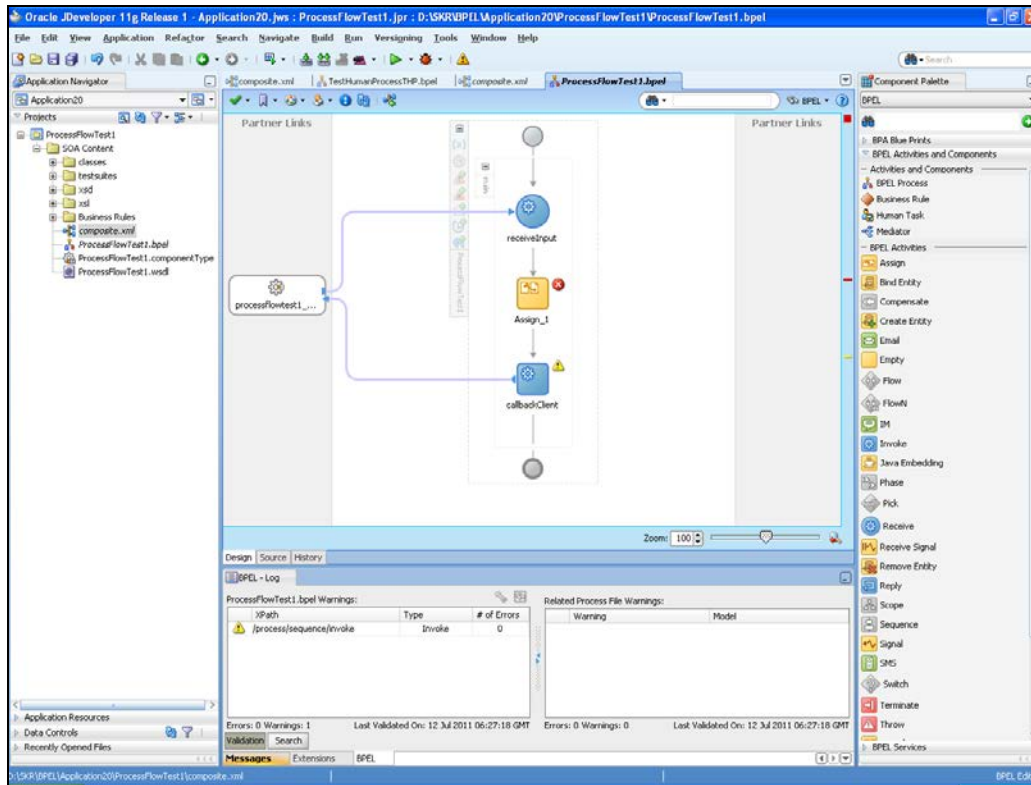 Oracle JDeveloper 11g Release 1 - Application20.jws : ProcessFlowTest1.jpr : D:\SKR\BPEL\Application20\ProcessFlowTest1\ProcessFlowTest1.bpel
File Edit View Application Refactor Search Navigate Build Run Versioning Tools Window Help
Search
Application Navigator
composite.xml
TestHumanProcessTHP.bpel
composite.xml
ProcessFlowTest1.bpel
Component Palette
Application20
BPEL
BPEL
Projects
ProcessFlowTest1
SOA Content
classes
testsuites
xsd
xsl
Business Rules
composite.xml
ProcessFlowTest1.bpel
ProcessFlowTest1.componentType
ProcessFlowTest1.wsdl
Application Resources
Data Controls
Recently Opened Files
Partner Links
Partner Links
main
ProcessFlowTest1
receiveInput
processflowtest1_...
Assign_1
callbackClient
Zoom: 100
Design Source History
BPEL - Log
ProcessFlowTest1.bpel Warnings:
XPath Type # of Errors
/process/sequence/invoke Invoke 0
Errors: 0 Warnings: 1 Last Validated On: 12 Jul 2011 06:27:18 GMT
Related Process File Warnings:
Warning Model
Errors: 0 Warnings: 0 Last Validated On: 12 Jul 2011 06:27:18 GMT
Validation Search
Messages Extensions BPEL
BPA Blue Prints
BPEL Activities and Components
Activities and Components
BPEL Process
Business Rule
Human Task
Mediator
BPEL Activities
Assign
Bind Entity
Compensate
Create Entity
Email
Empty
Flow
FlowN
IM
Invoke
Java Embedding
Phase
Pick
Receive
Receive Signal
Remove Entity
Reply
Scope
Sequence
Signal
SMS
Switch
Terminate
Throw
BPEL Services
D:\SKR\BPEL\Application20\ProcessFlowTest1\composite.xml
BPEL Edi